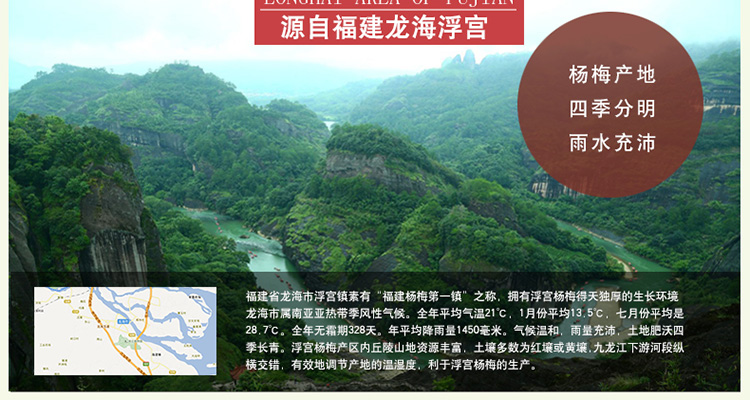 LONGHAI AREA OF FUJIAN
源自福建龙海浮宫
杨梅产地
四季分明
雨水充沛
福建省龙海市浮宫镇素有“福建杨梅第一镇”之称，拥有浮宫杨梅得天独厚的生长环境
龙海市属南亚亚热带季风性气候。全年平均气温21℃，1月份平均13.5℃，七月份平均是
28.7℃。全年无霜期328天。年平均降雨量1450毫米。气候温和，雨量充沛，土地肥沃四
季长青。浮宫杨梅产区内丘陵山地资源丰富，土壤多数为红壤或黄壤,九龙江下游河段纵
横交错，有效地调节产地的温湿度，利于浮宫杨梅的生产。